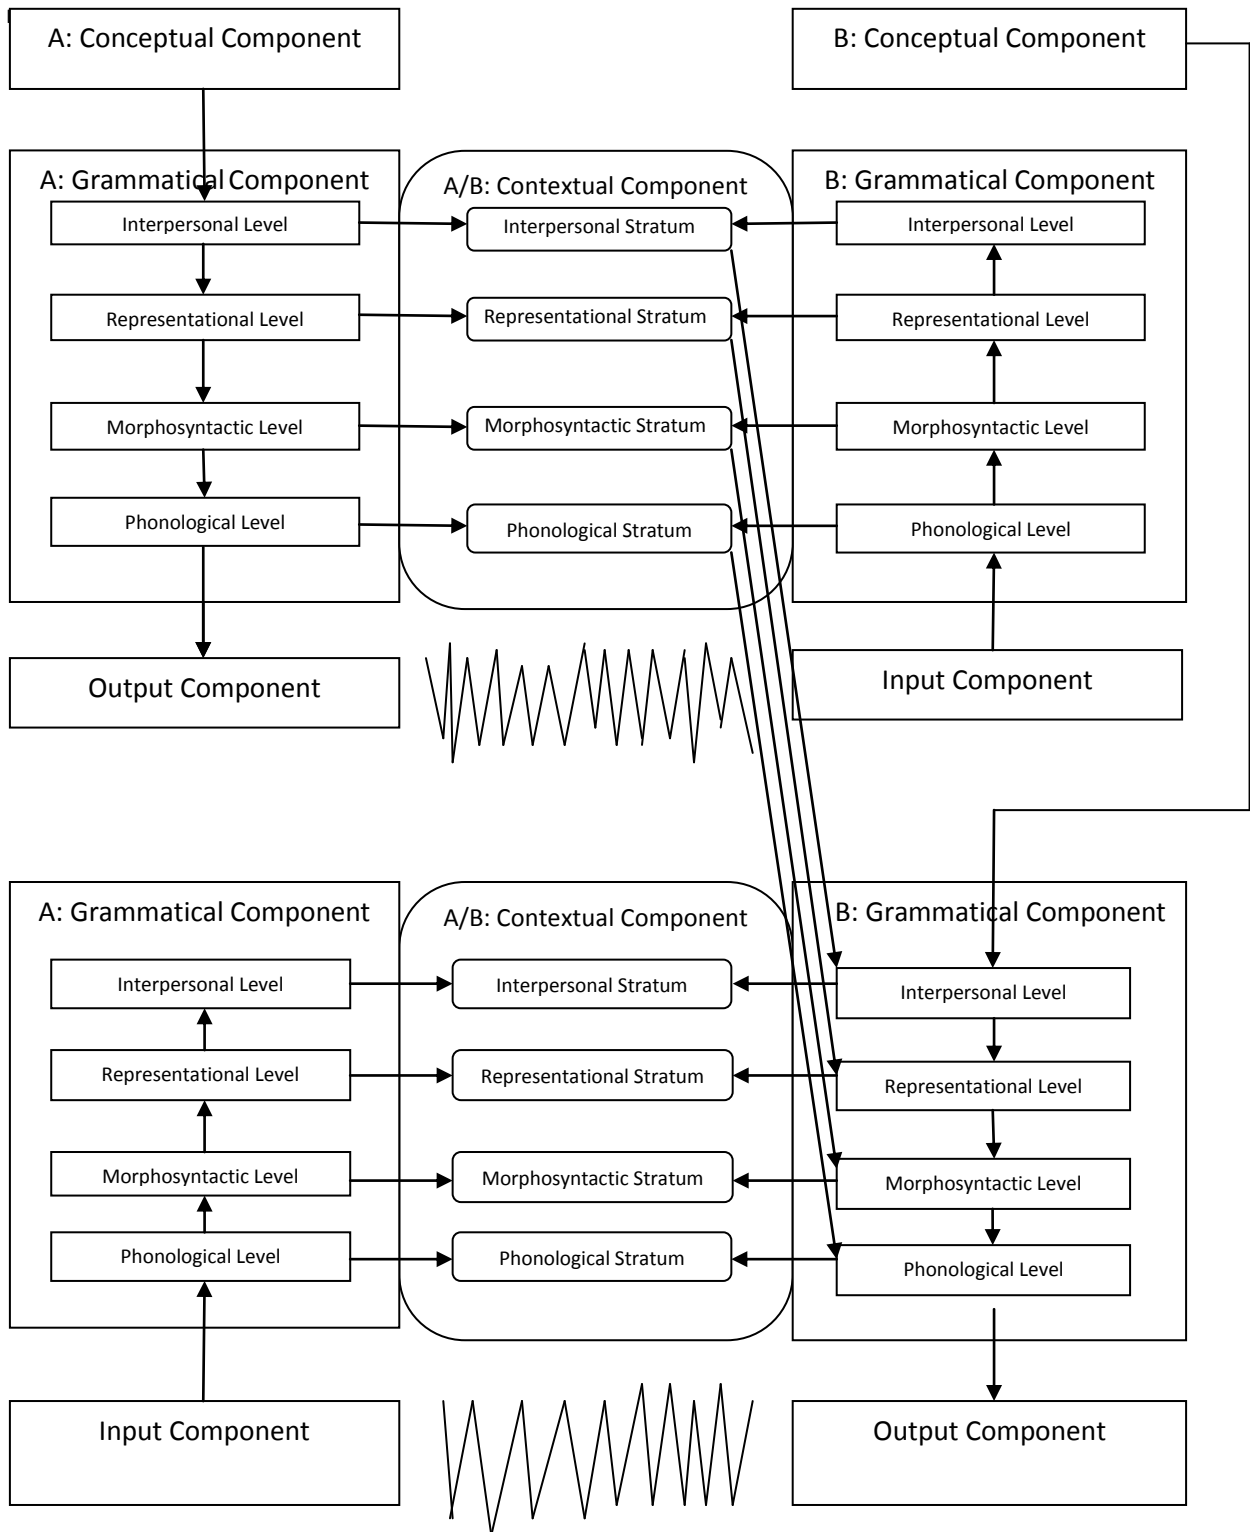 A: Conceptual Component
B: Conceptual Component
A: Grammatical Component
A/B: Contextual Component
B: Grammatical Component
Interpersonal Level
Interpersonal Stratum
Interpersonal Level
Representational Level
Representational Stratum
Representational Level
Morphosyntactic Level
Morphosyntactic Stratum
Morphosyntactic Level
Phonological Level
Phonological Stratum
Phonological Level
Output Component
Input Component
A: Grammatical Component
A/B: Contextual Component
B: Grammatical Component
Interpersonal Level
Interpersonal Stratum
Interpersonal Level
Representational Level
Representational Stratum
Representational Level
Morphosyntactic Level
Morphosyntactic Stratum
Morphosyntactic Level
Phonological Level
Phonological Stratum
Phonological Level
Input Component
Output Component